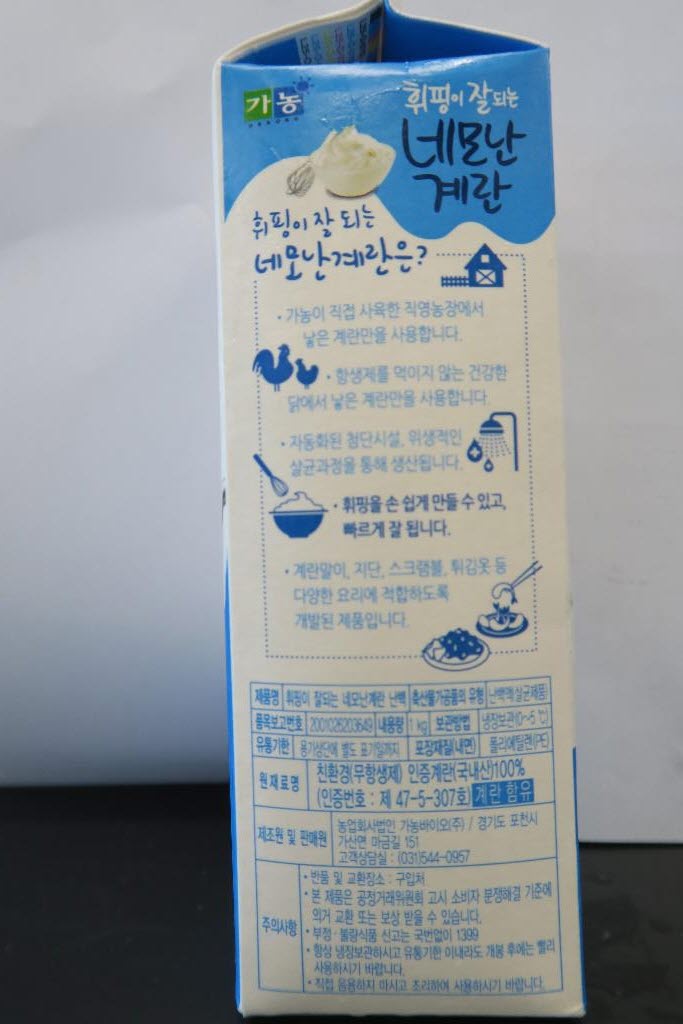 가농
휘핑이 잘 되는
네모난
계란
휘핑이 잘 되는
네모난계란은?
· 가농이 직접 사육한 직영농장에서
낳은 계란만을 사용합니다.
· 항생제를 먹이지 않는 건강한
닭에서 낳은 계란만을 사용합니다.
· 자동화된 첨단시설, 위생적인
살균과정을 통해 생산됩니다.
· 휘핑을 손 쉽게 만들 수 있고,
빠르게 잘 됩니다.
· 계란말이, 지단, 스크램블, 튀김옷 등
다양한 요리에 적합하도록
개발된 제품입니다.
제품명 휘핑이 잘되는 네모난계란 난백 축산물가공품의 유형 난백액(살균제품)
품목보고번호 2001026203649 내용량 1 kg 보관방법 냉장보관(0~5 ℃)
유통기한 용기상단에 별도 표기일까지 포장재질(내면) 폴리에틸렌(PE)
원재료명 친환경(무항생제) 인증계란(국내산)100%
(인증번호 : 제 47-5-307호) 계란 함유
제조원 및 판매원 농업회사법인 가농바이오(주) / 경기도 포천시
가산면 마금길 151
고객상담실 : (031)544-0957
주의사항
· 반품 및 교환장소 : 구입처
· 본 제품은 공정거래위원회 고시 소비자 분쟁해결 기준에
의거 교환 또는 보상 받을 수 있습니다.
· 부정·불량식품 신고는 국번없이 1399
· 항상 냉장보관하시고 유통기한 이내라도 개봉 후에는 빨리
사용하시기 바랍니다.
· 직접 음용하지 마시고 조리하여 사용하시기 바랍니다.